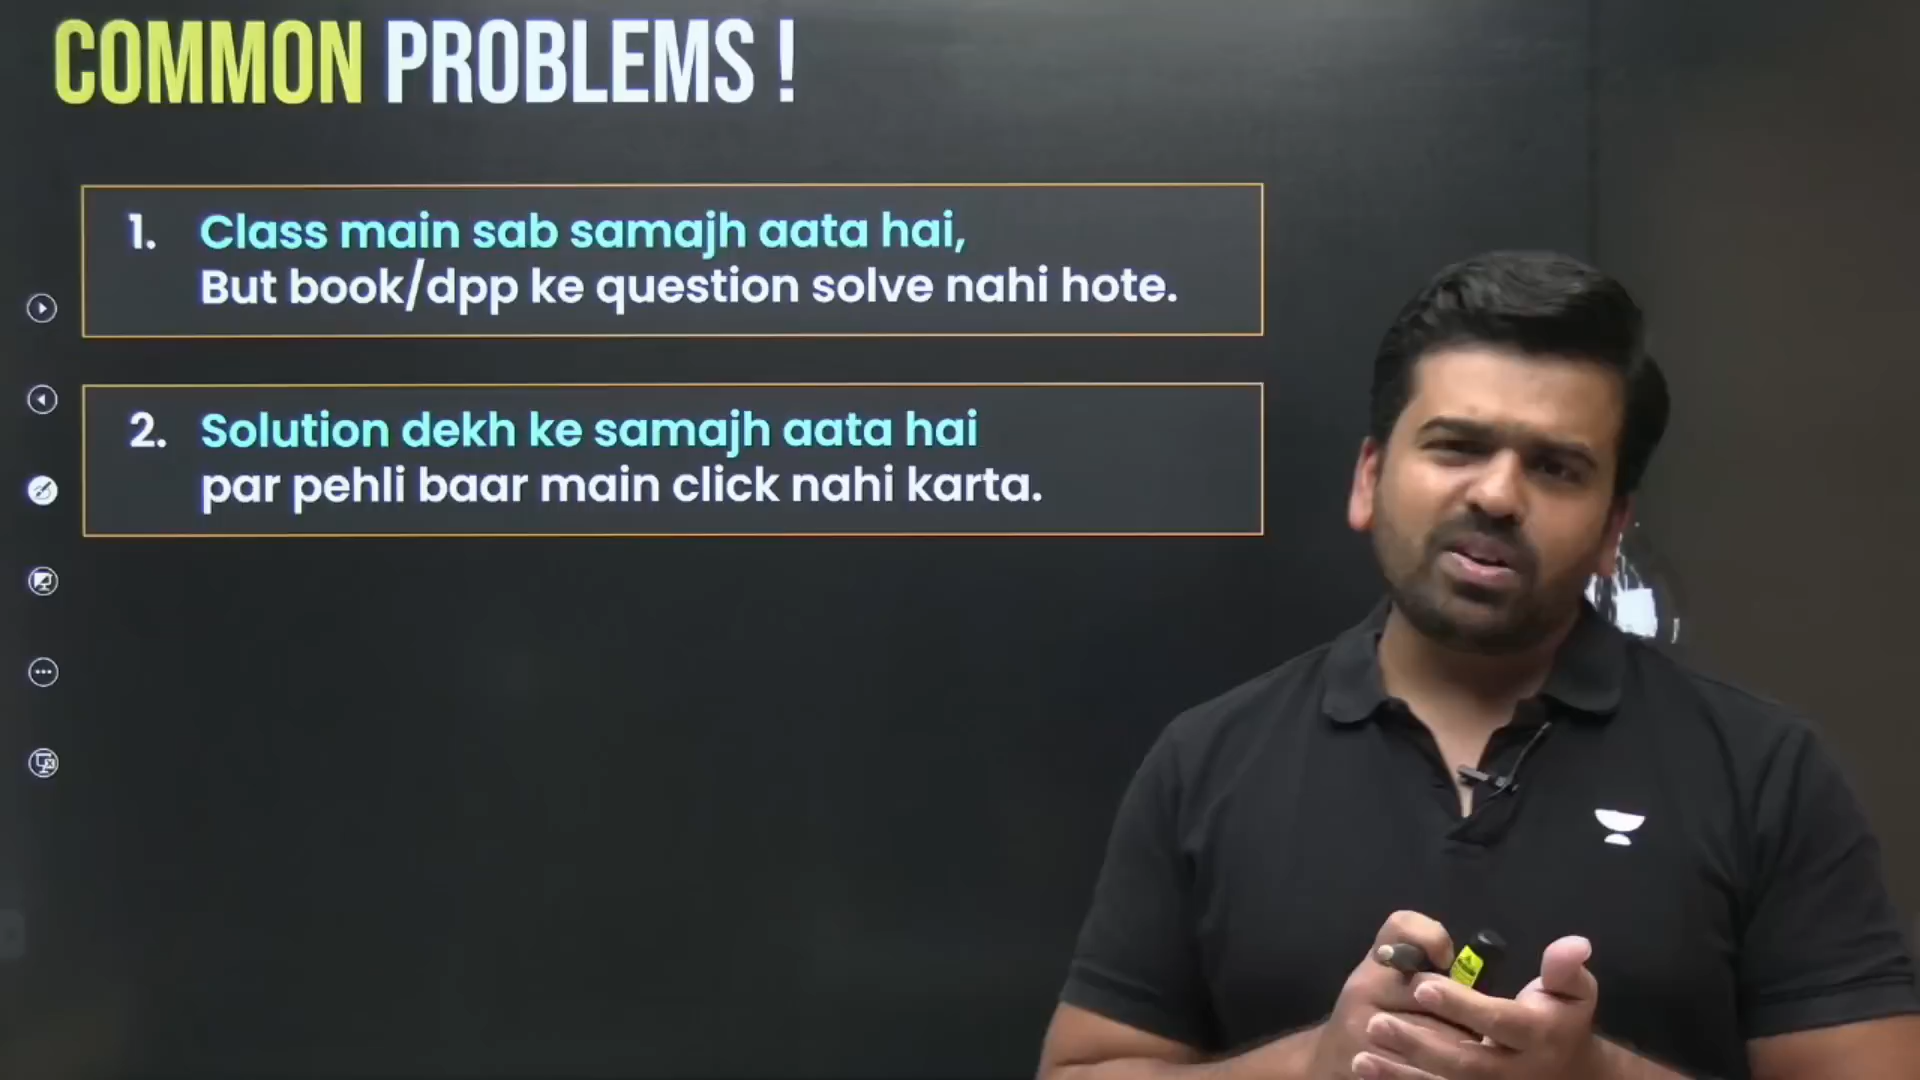 COMMON PROBLEMS !
1. Class main sab samajh aata hai,
But book/dpp ke question solve nahi hote.
2. Solution dekh ke samajh aata hai
par pehli baar main click nahi karta.